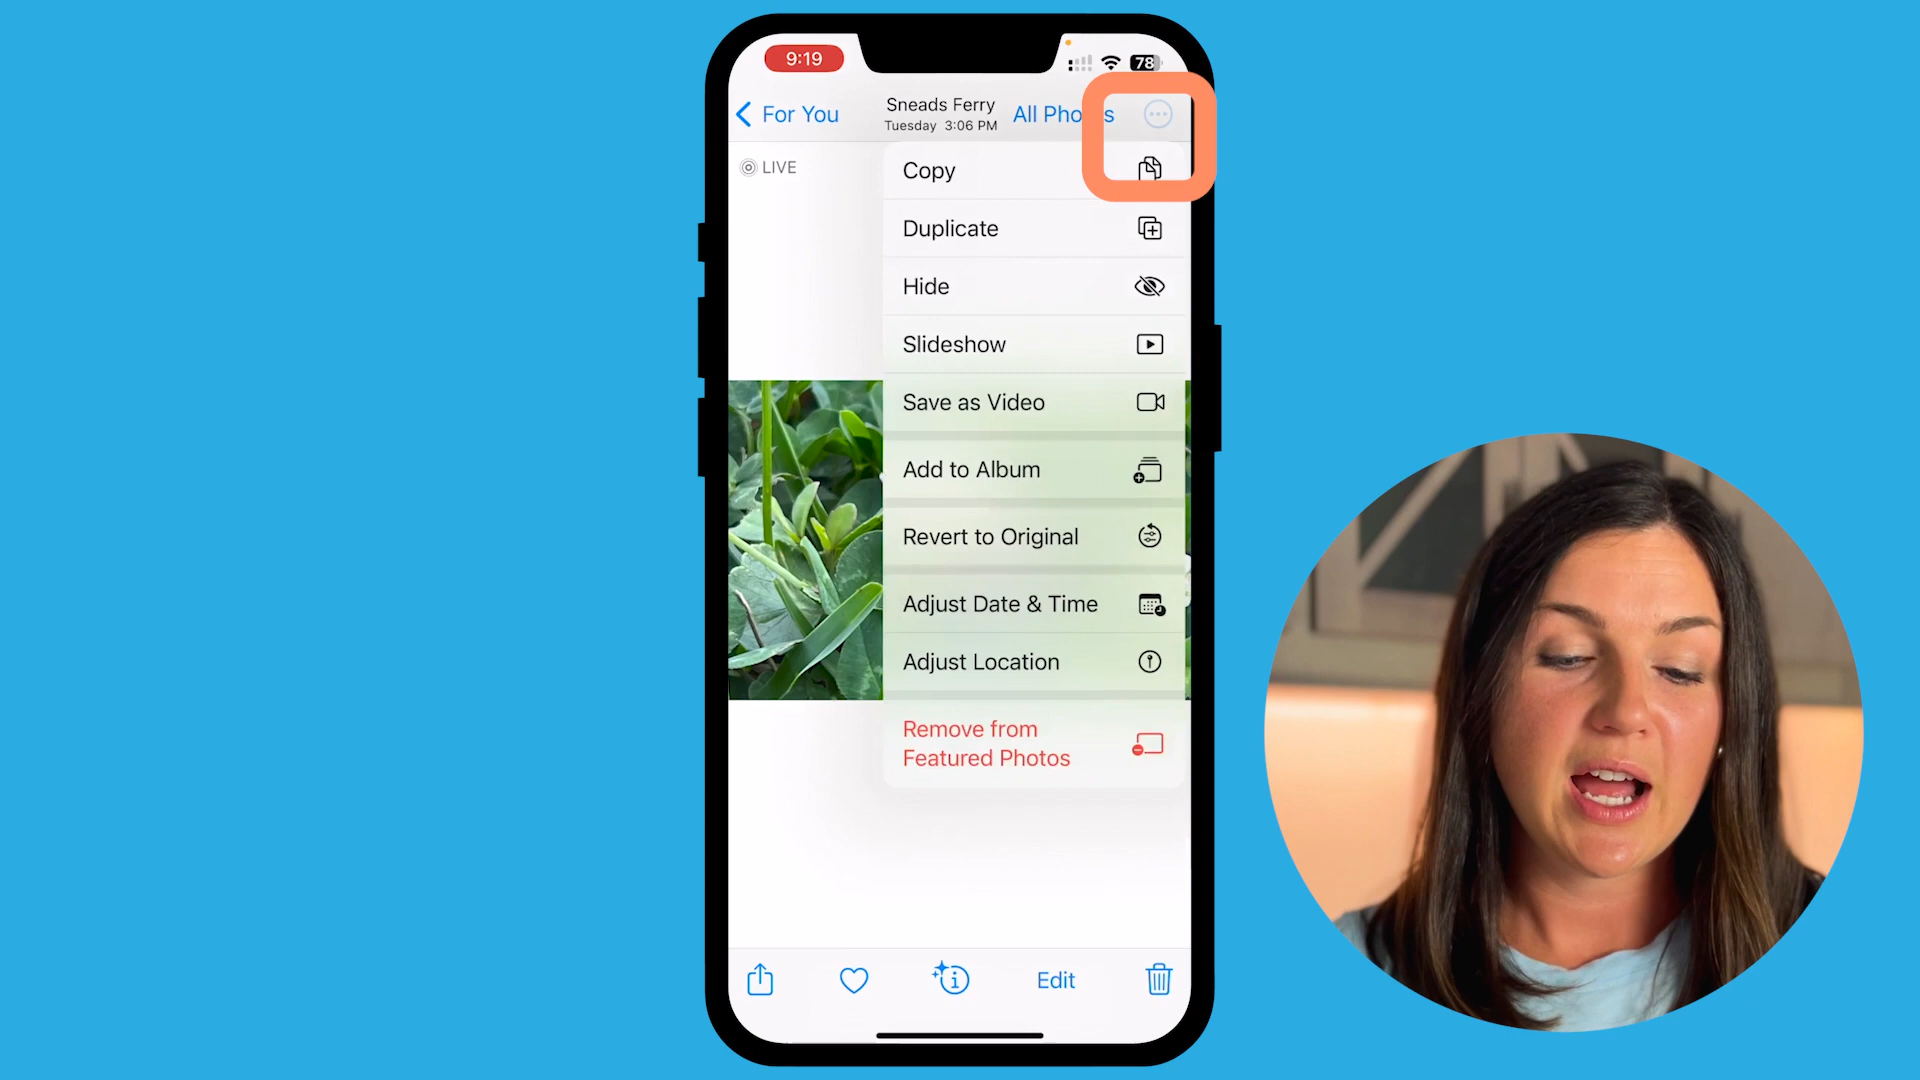 9:19
78
For You
Sneads Ferry
Tuesday 3:06 PM
All Pho s
LIVE
Copy
Duplicate
Hide
Slideshow
Save as Video
Add to Album
Revert to Original
Adjust Date & Time
Adjust Location
Remove from
Featured Photos
Edit